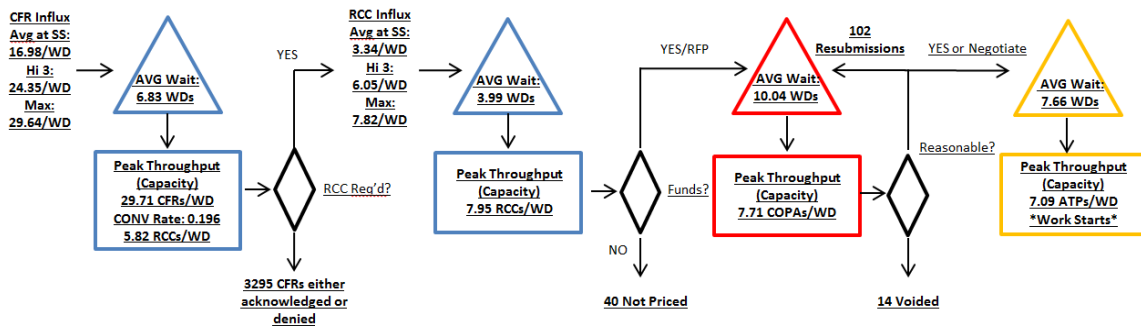 CFR Influx
Avg at SS:
16.98/WD
Hi 3:
24.35/WD
Max:
29.64/WD
AVG Wait:
6.83 WDs
Peak Throughput
(Capacity)
29.71 CFRs/WD
CONV Rate: 0.196
5.82 RCCs/WD
YES
RCC Req'd?
3295 CFRs either
acknowledged or
denied
RCC Influx
Avg at SS:
3.34/WD
Hi 3:
6.05/WD
Max:
7.82/WD
AVG Wait:
3.99 WDs
Peak Throughput
(Capacity)
7.95 RCCs/WD
YES/RFP
Funds?
NO
40 Not Priced
AVG Wait:
10.04 WDs
Peak Throughput
(Capacity)
7.71 COPAs/WD
102
Resubmissions
YES or Negotiate
Reasonable?
14 Voided
AVG Wait:
7.66 WDs
Peak Throughput
(Capacity)
7.09 ATPs/WD
*Work Starts*